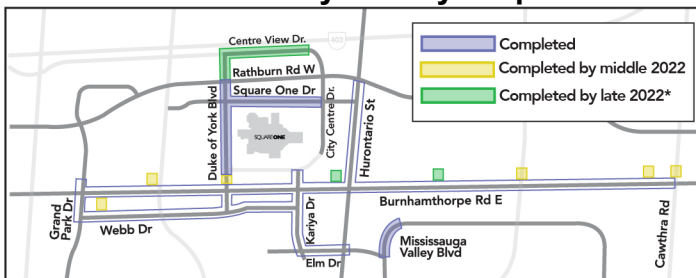 Centre View Dr.
403
Rathburn Rd W
Square One Dr
Duke of York Blvd
SQUARE ONE
City Centre Dr.
Hurontario St
Completed
Completed by middle 2022
Completed by late 2022*
Burnhamthorpe Rd E
Grand
Park Dr
Webb Dr
Kariya Dr
Elm Dr
Mississauga
Valley Blvd
Cawthra Rd